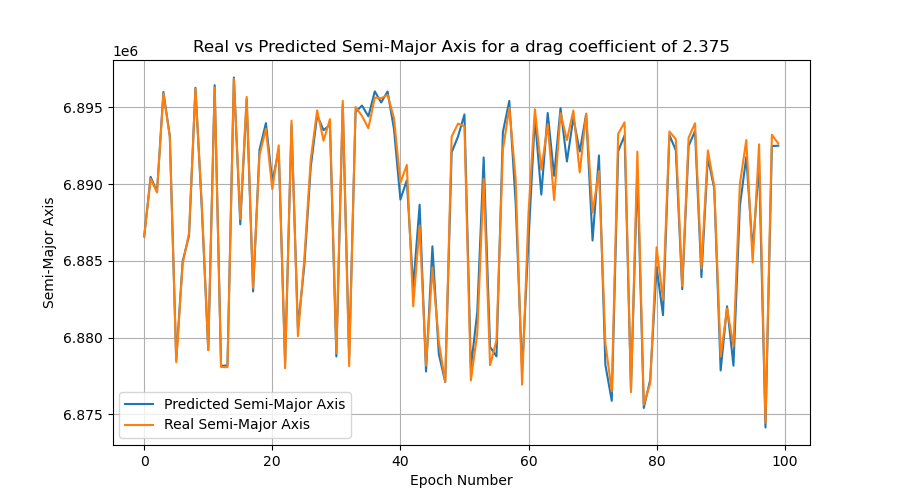 Real vs Predicted Semi-Major Axis for a drag coefficient of 2.375
1e6
6.895
6.890
6.885
6.880
6.875
Semi-Major Axis
Predicted Semi-Major Axis
Real Semi-Major Axis
0 20 40 60 80 100
Epoch Number